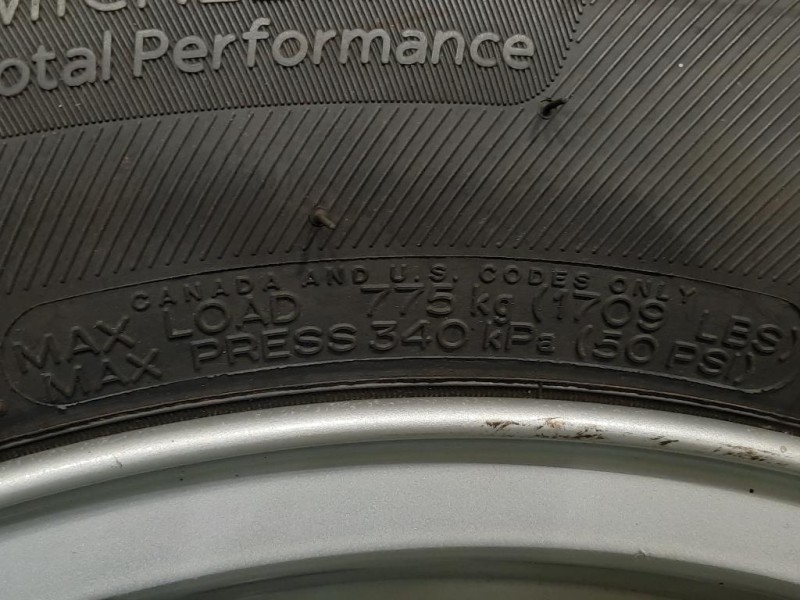 otal Performance
CANADA AND U.S. CODES ONLY
MAX LOAD 775 kg (1709 LBS)
MAX PRESS 340 kPa (50 PSI)